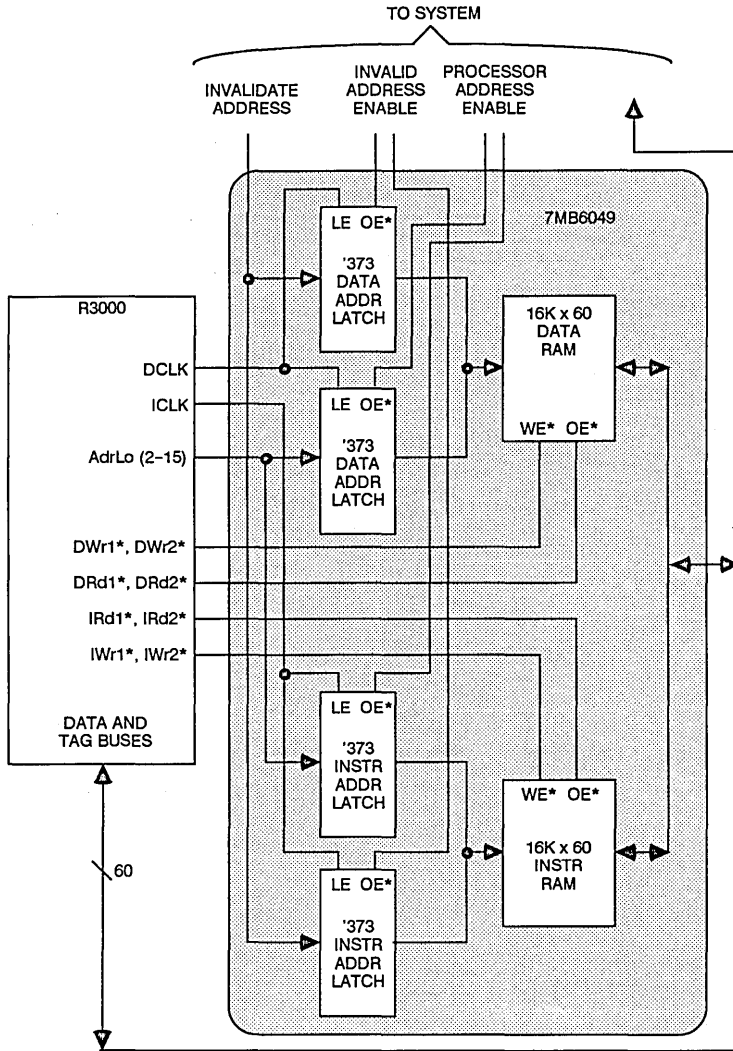 TO SYSTEM
INVALIDATE
ADDRESS
INVALID
ADDRESS
ENABLE
PROCESSOR
ADDRESS
ENABLE
7MB6049
LE OE*
'373
DATA
ADDR
LATCH
R3000
DCLK
ICLK
AdrLo (2–15)
DWr1*, DWr2*
DRd1*, DRd2*
IRd1*, IRd2*
IWr1*, IWr2*
DATA AND
TAG BUSES
60
LE OE*
'373
DATA
ADDR
LATCH
16K x 60
DATA
RAM
WE* OE*
LE OE*
'373
INSTR
ADDR
LATCH
WE* OE*
16K x 60
INSTR
RAM
LE OE*
'373
INSTR
ADDR
LATCH